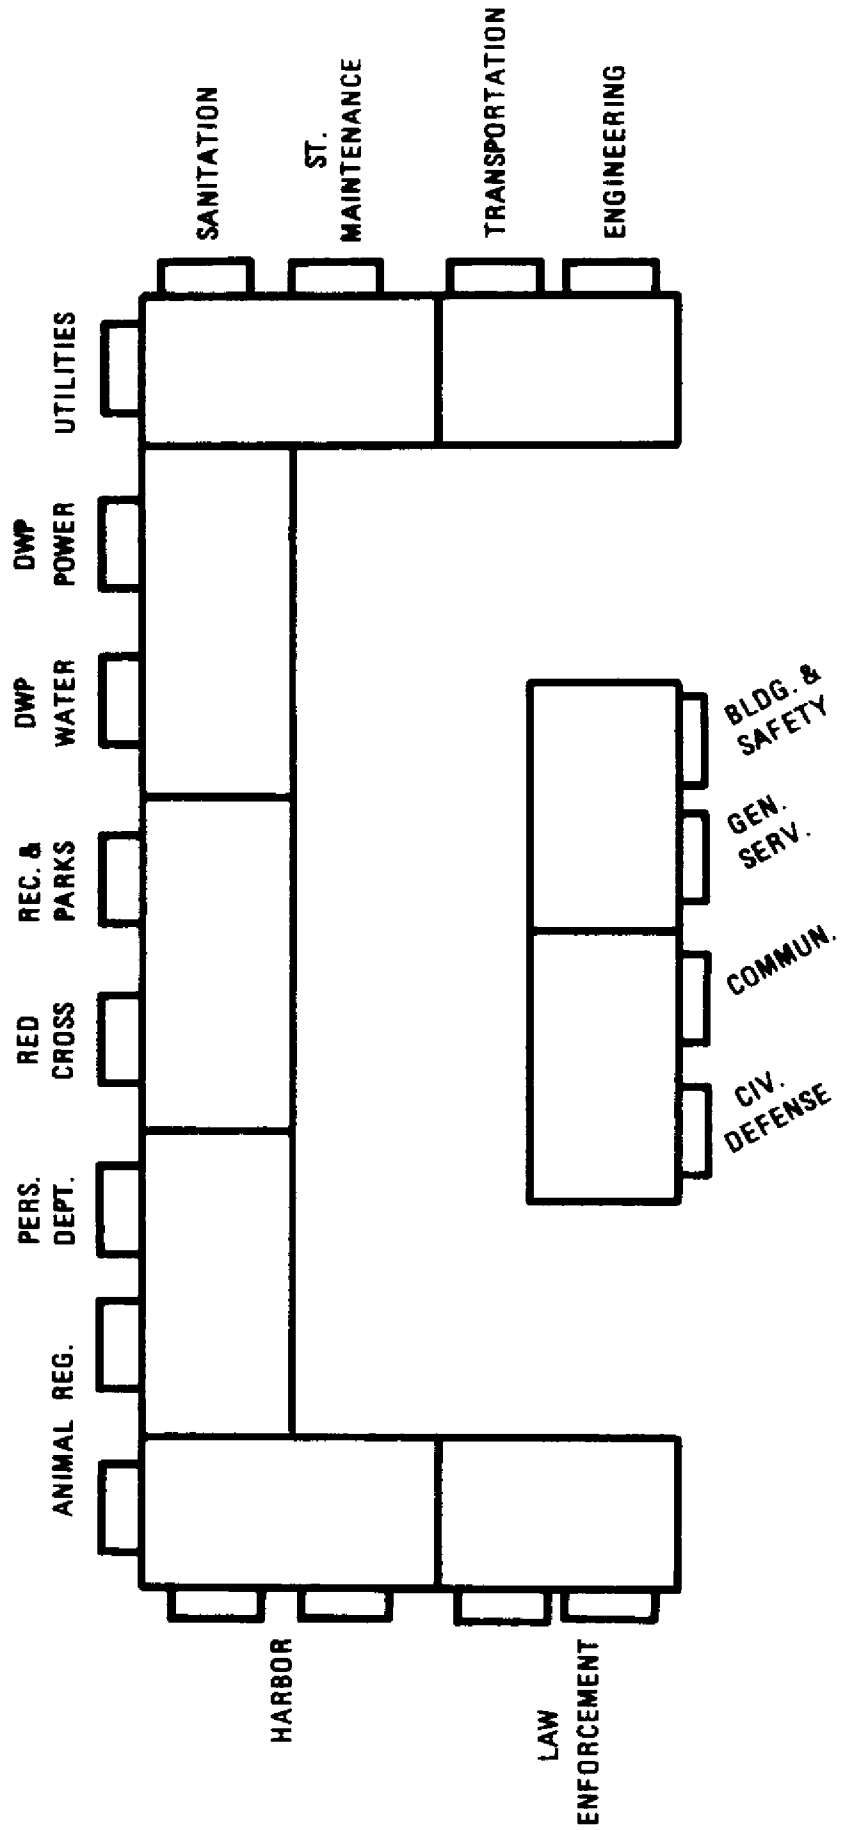 ANIMAL REG.
PERS.
DEPT.
RED
CROSS
REC. &
PARKS
DWP
WATER
DWP
POWER
UTILITIES
SANITATION
ST.
MAINTENANCE
TRANSPORTATION
ENGINEERING
HARBOR
LAW
ENFORCEMENT
CIV.
DEFENSE
COMMUN.
GEN.
SERV.
BLDG. &
SAFETY